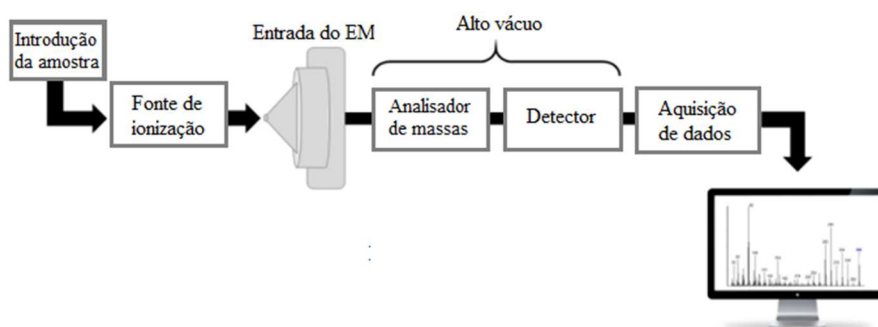 Introdução
da amostra
Fonte de
ionização
Entrada do EM
Alto vácuo
Analisador
de massas
Detector
Aquisição
de dados
: